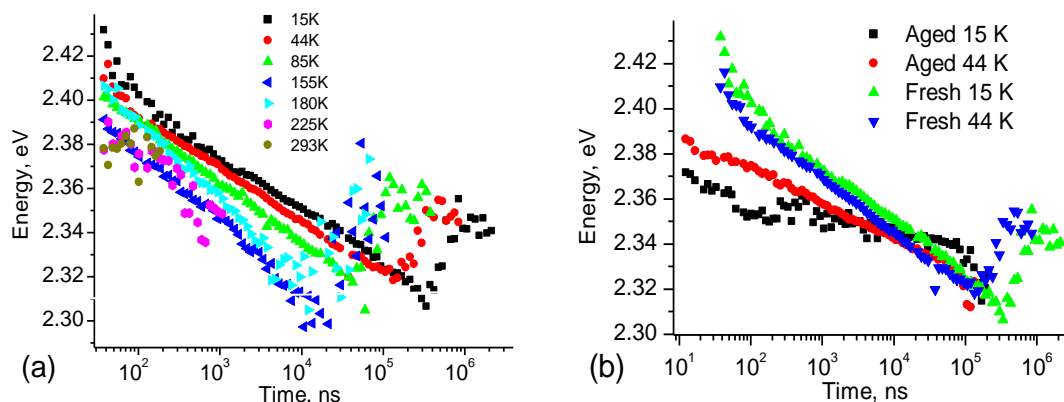 15K
44K
85K
155K
180K
225K
293K
2.42
2.40
2.38
2.36
2.34
2.32
2.30
Energy, eV
10² 10³ 10⁴ 10⁵ 10⁶
Time, ns
(a)
Aged 15 K
Aged 44 K
Fresh 15 K
Fresh 44 K
2.42
2.40
2.38
2.36
2.34
2.32
2.30
Energy, eV
10¹ 10² 10³ 10⁴ 10⁵ 10⁶
Time, ns
(b)